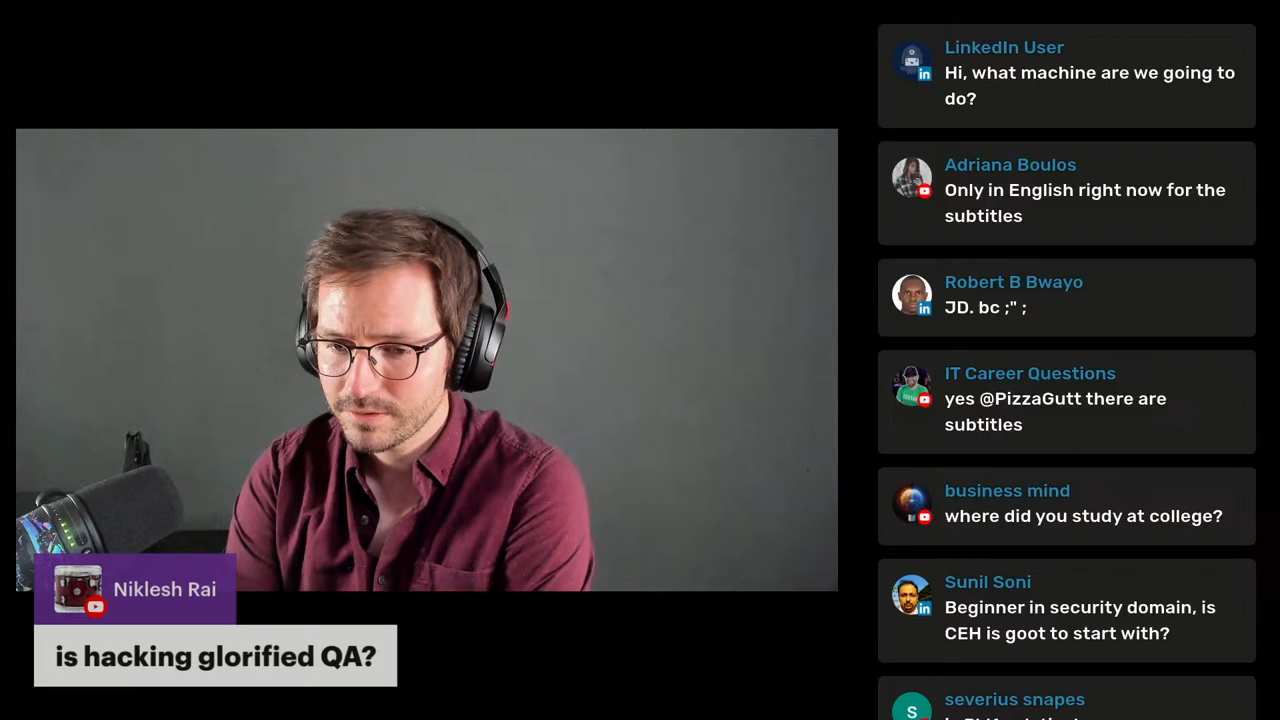 LinkedIn User
Hi, what machine are we going to
do?
Adriana Boulos
Only in English right now for the
subtitles
Robert B Bwayo
JD. bc ;" ;
IT Career Questions
yes @PizzaGutt there are
subtitles
business mind
where did you study at college?
Sunil Soni
Beginner in security domain, is
CEH is goot to start with?
severius snapes
S
Niklesh Rai
is hacking glorified QA?